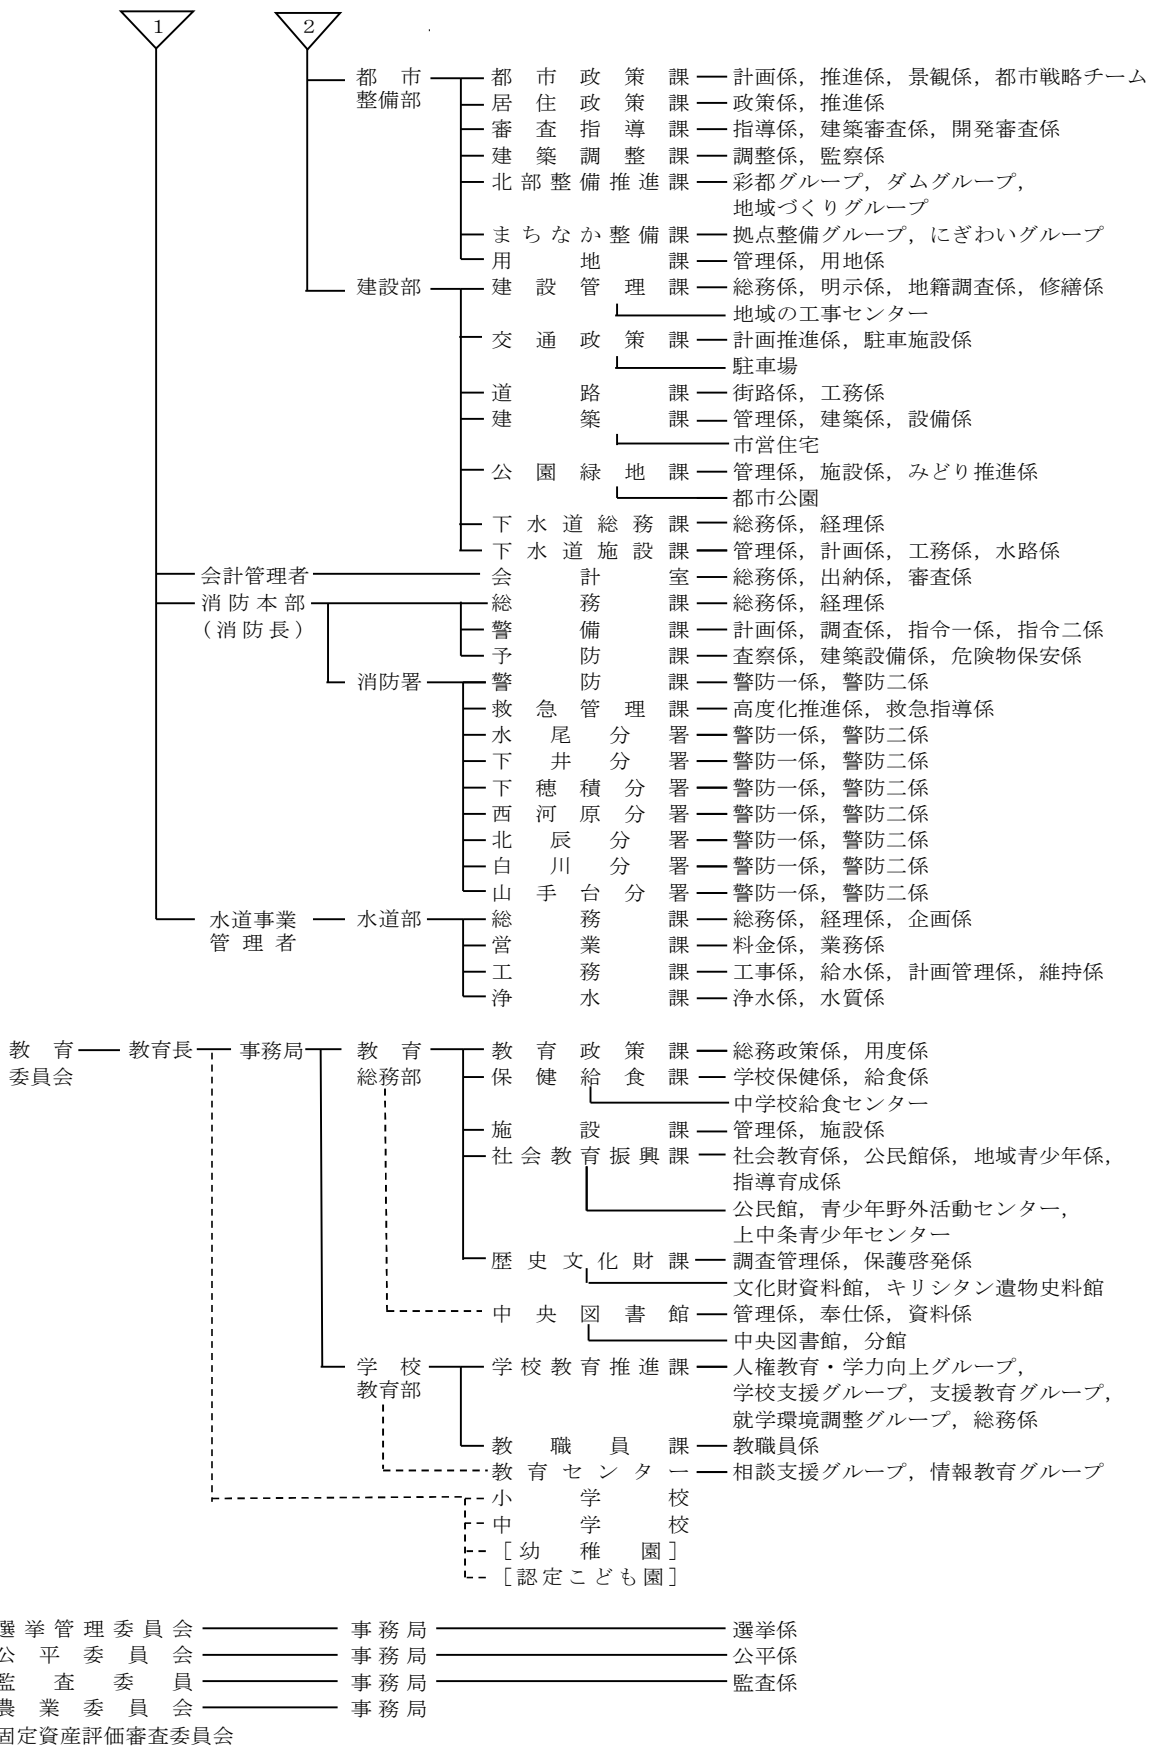 1 2
都市 都市政策課 計画係，推進係，景観係，都市戦略チーム
整備部 居住政策課 政策係，推進係
審査指導課 指導係，建築審査係，開発審査係
建築調整課 調整係，監察係
北部整備推進課 彩都グループ，ダムグループ，
地域づくりグループ
まちなか整備課 拠点整備グループ，にぎわいグループ
用地課 管理係，用地係
建設部 建設管理課 総務係，明示係，地籍調査係，修繕係
地域の工事センター
交通政策課 計画推進係，駐車施設係
駐車場
道路課 街路係，工務係
建築課 管理係，建築係，設備係
市営住宅
公園緑地課 管理係，施設係，みどり推進係
都市公園
下水道総務課 総務係，経理係
下水道施設課 管理係，計画係，工務係，水路係
会計管理者 会計室 総務係，出納係，審査係
消防本部 総務課 総務係，経理係
（消防長） 警備課 計画係，調査係，指令一係，指令二係
予防課 査察係，建築設備係，危険物保安係
消防署 警防課 警防一係，警防二係
救急管理課 高度化推進係，救急指導係
水尾分署 警防一係，警防二係
下井分署 警防一係，警防二係
下穂積分署 警防一係，警防二係
西河原分署 警防一係，警防二係
北辰分署 警防一係，警防二係
白川分署 警防一係，警防二係
山手台分署 警防一係，警防二係
水道事業 水道部 総務課 総務係，経理係，企画係
管理者 営業課 料金係，業務係
工務課 工事係，給水係，計画管理係，維持係
浄水課 浄水係，水質係
教育 教育長 事務局 教育 教育政策課 総務政策係，用度係
委員会 総務部 保健給食課 学校保健係，給食係
中学校給食センター
施設課 管理係，施設係
社会教育振興課 社会教育係，公民館係，地域青少年係，
指導育成係
公民館，青少年野外活動センター，
上中条青少年センター
歴史文化財課 調査管理係，保護啓発係
文化財資料館，キリシタン遺物史料館
中央図書館 管理係，奉仕係，資料係
中央図書館，分館
学校 学校教育推進課 人権教育・学力向上グループ，
教育部 学校支援グループ，支援教育グループ，
就学環境調整グループ，総務係
教職員課 教職員係
教育センター 相談支援グループ，情報教育グループ
小学校
中学校
［幼稚園］
［認定こども園］
選挙管理委員会 事務局 選挙係
公平委員会 事務局 公平係
監査委員 事務局 監査係
農業委員会 事務局
固定資産評価審査委員会